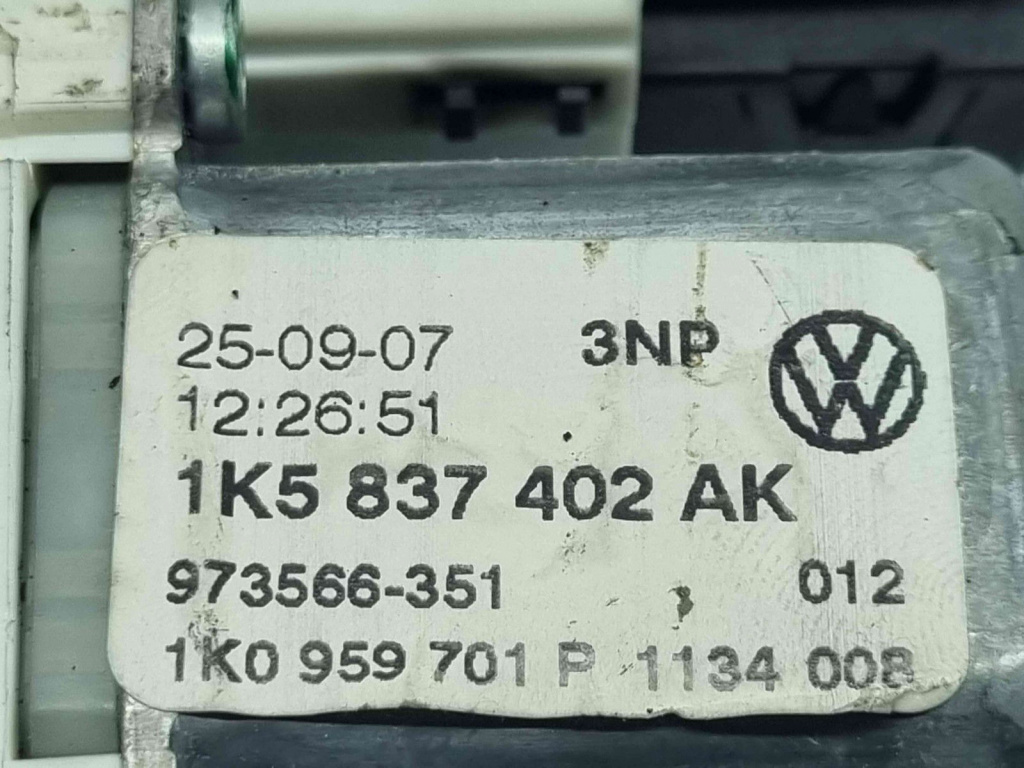 25-09-07 3NP
12:26:51
1K5 837 402 AK
973566-351 012
1K0 959 701 P 1134 008